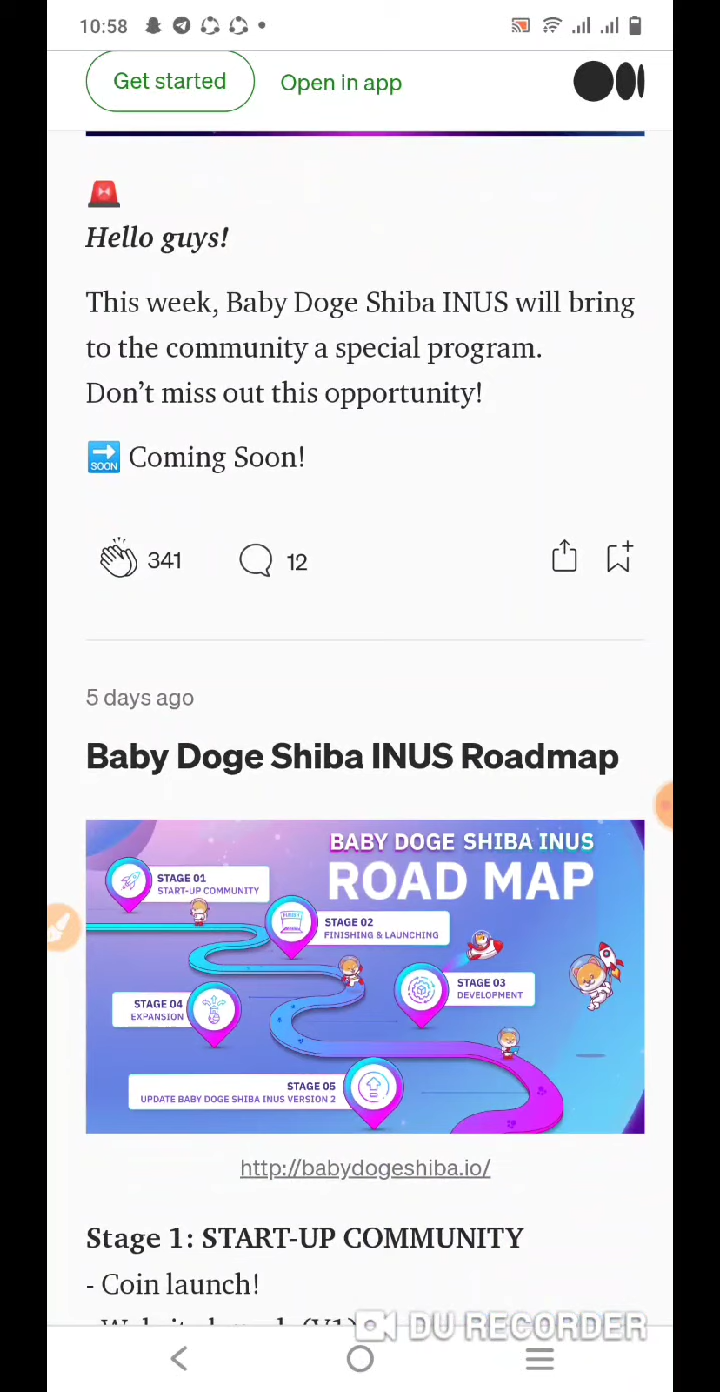 10:58
Get started
Open in app
Hello guys!
This week, Baby Doge Shiba INUS will bring
to the community a special program.
Don’t miss out this opportunity!
SOON Coming Soon!
341
12
5 days ago
Baby Doge Shiba INUS Roadmap
BABY DOGE SHIBA INUS
ROAD MAP
STAGE 01
START-UP COMMUNITY
STAGE 02
FINISHING & LAUNCHING
STAGE 03
DEVELOPMENT
STAGE 04
EXPANSION
STAGE 05
UPDATE BABY DOGE SHIBA INUS VERSION 2
http://babydogeshiba.io/
Stage 1: START-UP COMMUNITY
- Coin launch!
DU RECORDER